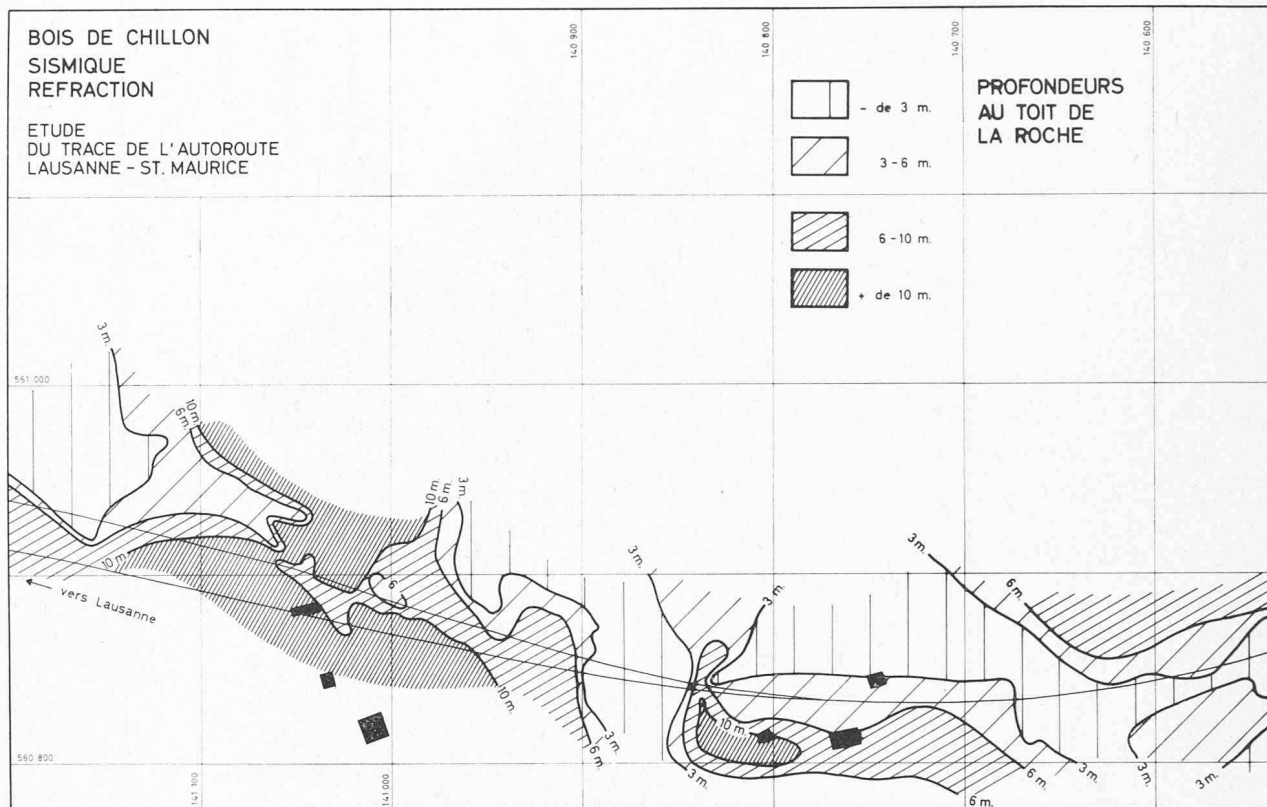 BOIS DE CHILLON
SISMIQUE
REFRACTION
ETUDE
DU TRACE DE L'AUTOROUTE
LAUSANNE - ST. MAURICE
140 900
140 800
140 700
140 600
PROFONDEURS
AU TOIT DE
LA ROCHE
- de 3 m.
3-6 m.
6-10 m.
+ de 10 m.
3 m.
561 000
10 m.
6 m.
10 m.
6 m.
3 m.
10 m.
6
vers Lausanne
3 m.
3 m.
3 m.
6 m.
10 m.
10 m.
3 m.
6 m.
560 800
3 m.
6 m.
6 m.
3 m.
3 m.
3 m.
141 100
141 000